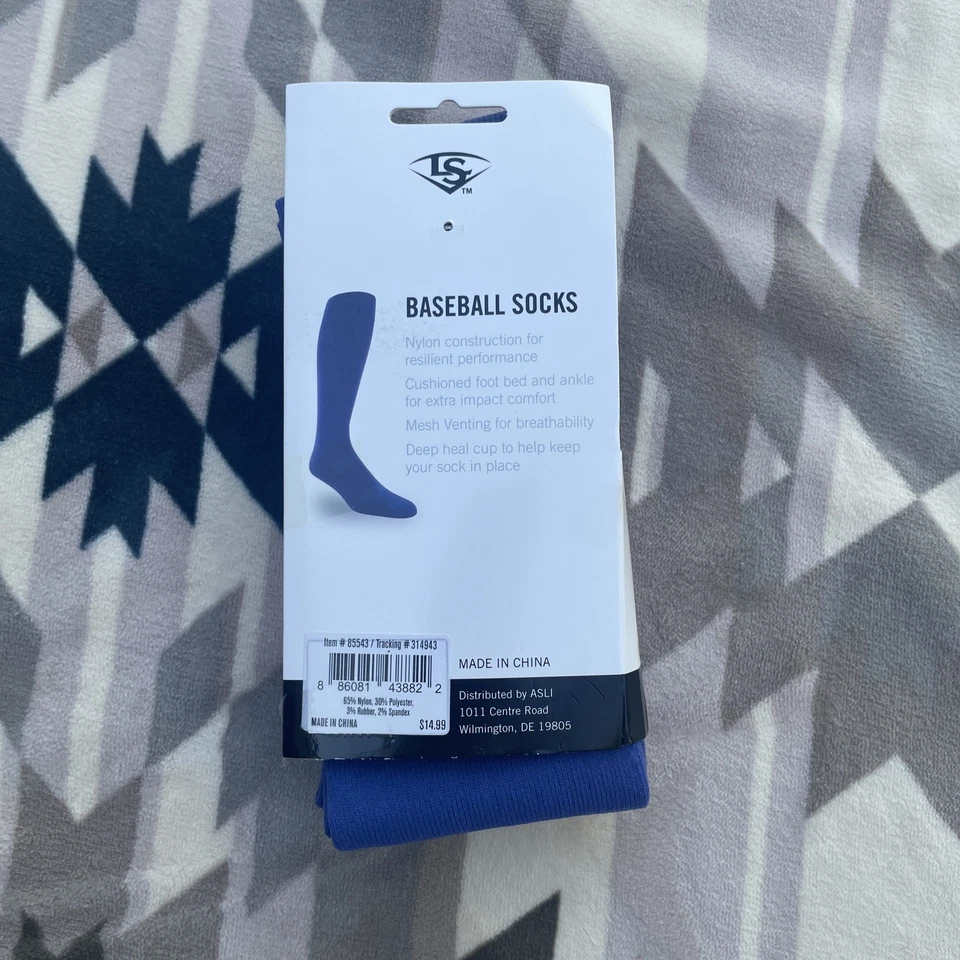 LS
TM
BASEBALL SOCKS
Nylon construction for
resilient performance
Cushioned foot bed and ankle
for extra impact comfort
Mesh Venting for breathability
Deep heal cup to help keep
your sock in place
Item # 85543 / Tracking # 314943
8 86081 43882 2
65% Nylon, 30% Polyester,
3% Rubber, 2% Spandex
MADE IN CHINA $14.99
MADE IN CHINA
Distributed by ASLI
1011 Centre Road
Wilmington, DE 19805